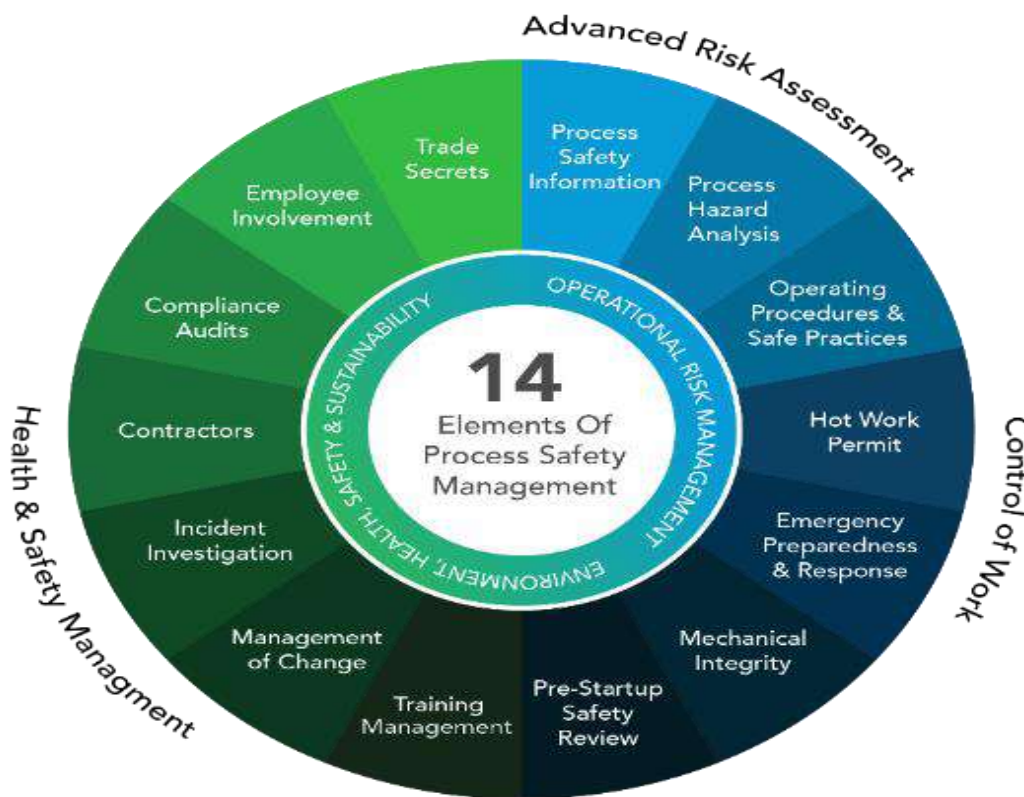 Advanced Risk Assessment
Trade
Secrets
Process
Safety
Information
Process
Hazard
Analysis
Operating
Procedures &
Safe Practices
Hot Work
Permit
Emergency
Preparedness
& Response
Mechanical
Integrity
Pre-Startup
Safety
Review
Training
Management
Management
of Change
Incident
Investigation
Contractors
Compliance
Audits
Employee
Involvement
OPERATIONAL RISK MANAGEMENT
ENVIRONMENT, HEALTH, SAFETY & SUSTAINABILITY
14
Elements Of
Process Safety
Management
Control of Work
Health & Safety Managment